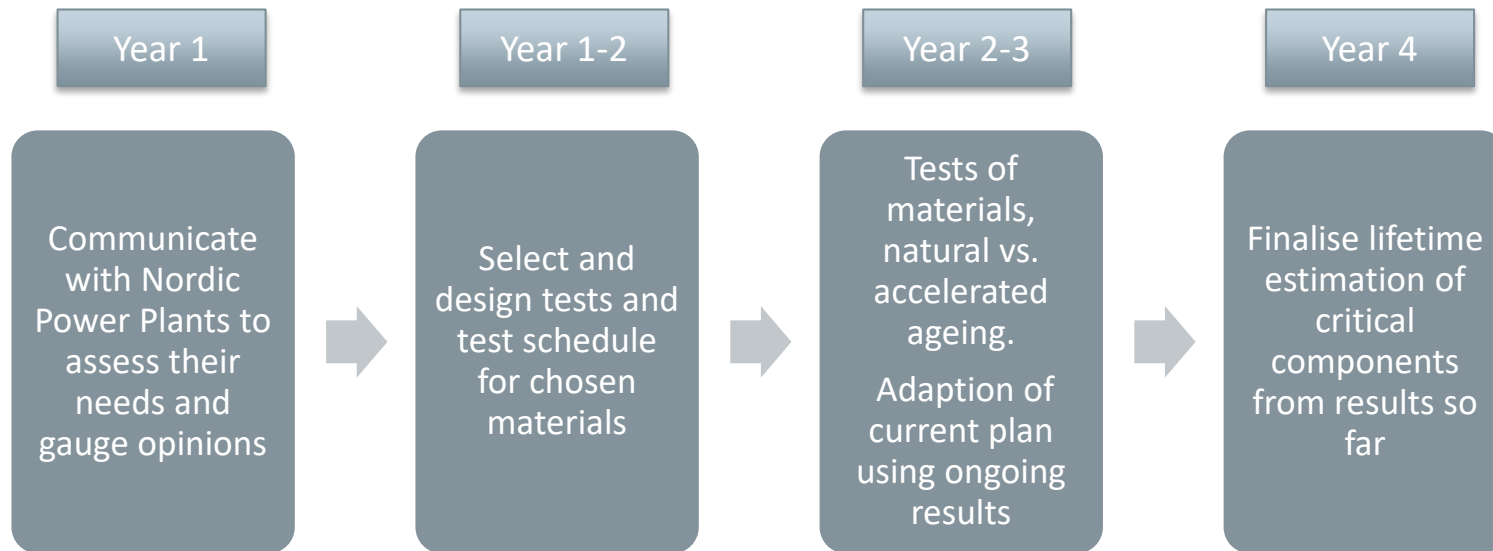 Year 1
Communicate
with Nordic
Power Plants to
assess their
needs and
gauge opinions
Year 1-2
Select and
design tests and
test schedule
for chosen
materials
Year 2-3
Tests of
materials,
natural vs.
accelerated
ageing.
Adaption of
current plan
using ongoing
results
Year 4
Finalise lifetime
estimation of
critical
components
from results so
far